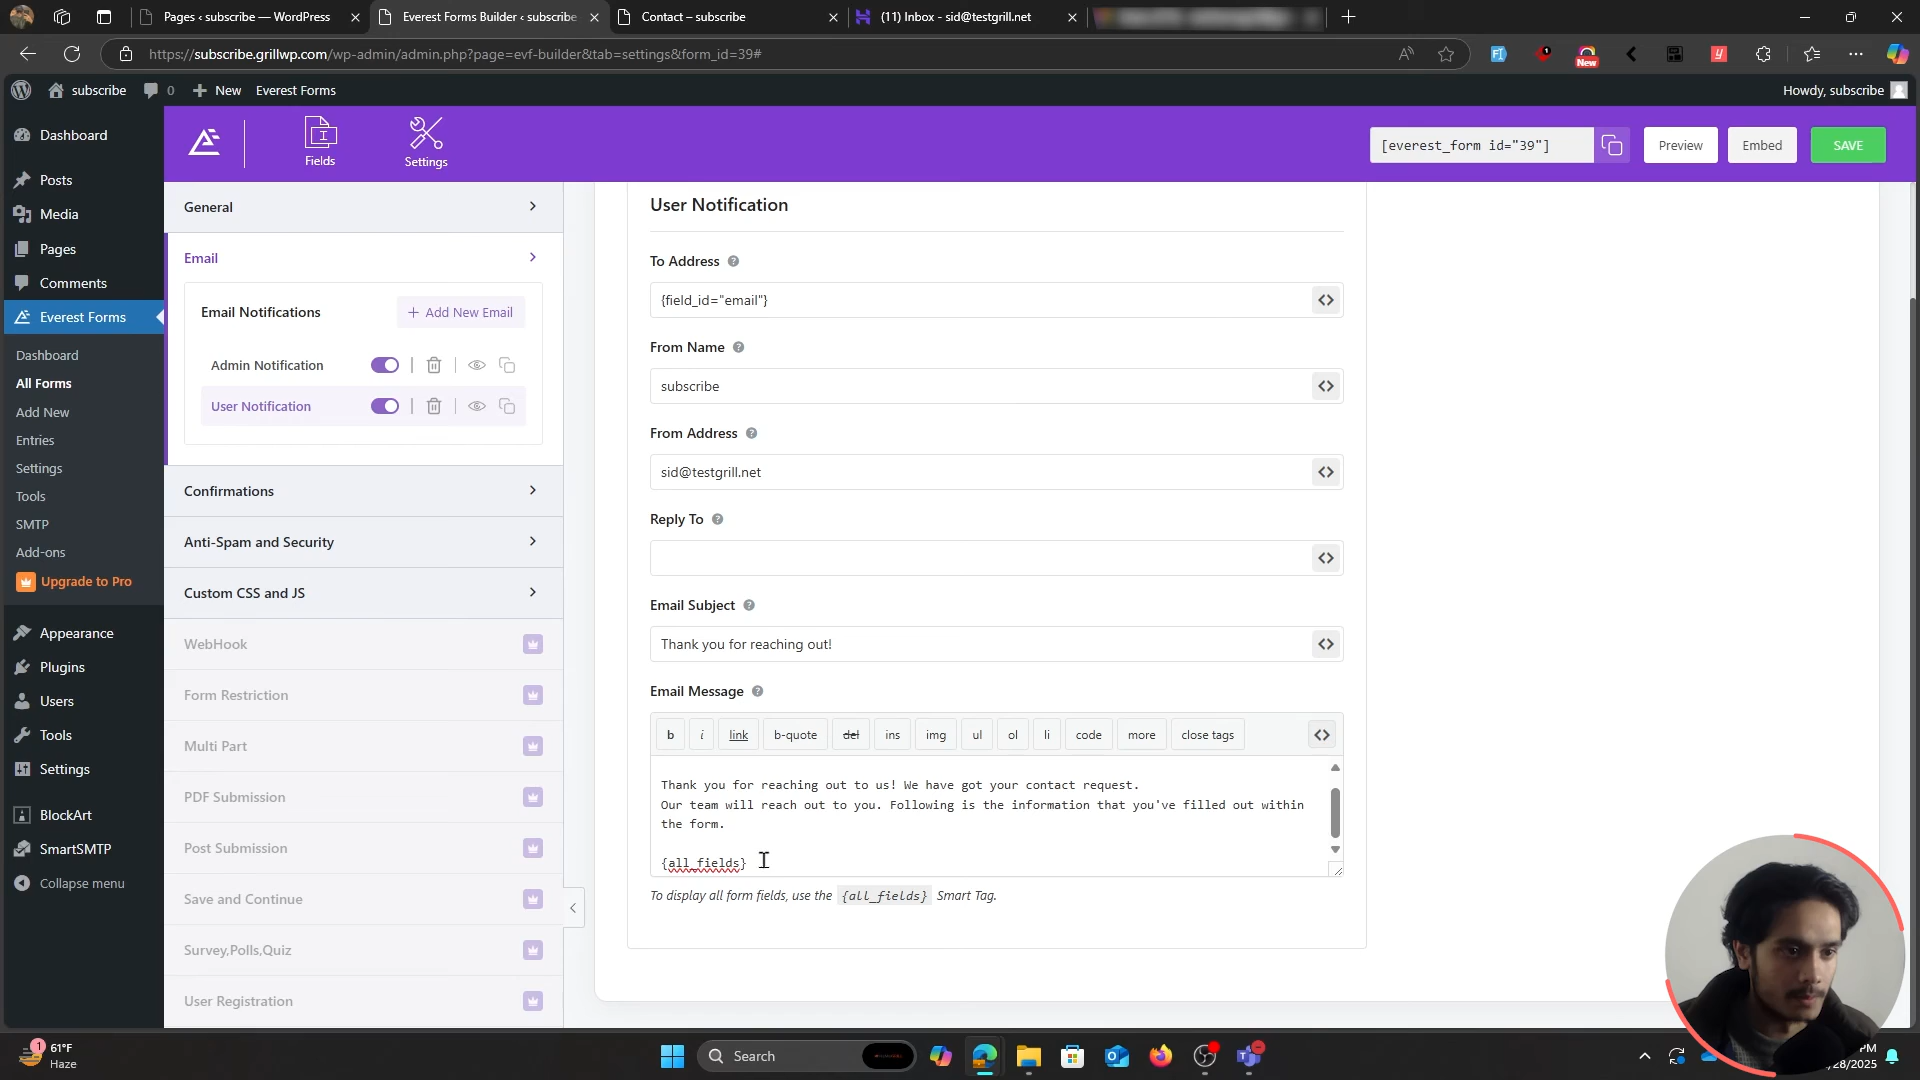 Pages ‹ subscribe — WordPress
Everest Forms Builder ‹ subscribe
Contact – subscribe
(11) Inbox - sid@testgrill.net
https://subscribe.grillwp.com/wp-admin/admin.php?page=evf-builder&tab=settings&form_id=39#
New
subscribe
0
New
Everest Forms
Howdy, subscribe
Dashboard
Posts
Media
Pages
Comments
Everest Forms
Dashboard
All Forms
Add New
Entries
Settings
Tools
SMTP
Add-ons
Upgrade to Pro
Appearance
Plugins
Users
Tools
Settings
BlockArt
SmartSMTP
Collapse menu
Fields
Settings
[everest_form id="39"]
Preview
Embed
SAVE
General
Email
Email Notifications
+ Add New Email
Admin Notification
User Notification
Confirmations
Anti-Spam and Security
Custom CSS and JS
WebHook
Form Restriction
Multi Part
PDF Submission
Post Submission
Save and Continue
Survey,Polls,Quiz
User Registration
User Notification
To Address
{field_id="email"}
From Name
subscribe
From Address
sid@testgrill.net
Reply To
Email Subject
Thank you for reaching out!
Email Message
b
i
link
b-quote
del
ins
img
ul
ol
li
code
more
close tags
Thank you for reaching out to us! We have got your contact request.
Our team will reach out to you. Following is the information that you've filled out within
the form.
{all_fields}
To display all form fields, use the {all_fields} Smart Tag.
1
61°F
Haze
Search
PM
/28/2025